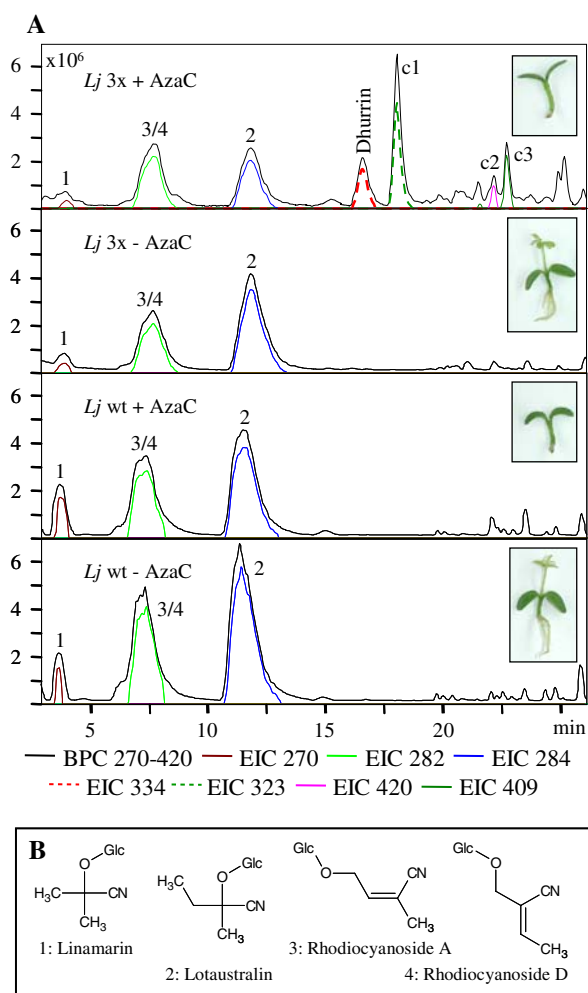 A
x10⁶
Lj 3x + AzaC
1
3/4
2
Dhurrin
c1
c2
c3
6
4
2
Lj 3x - AzaC
1
3/4
2
6
4
2
Lj wt + AzaC
1
3/4
2
6
4
2
Lj wt - AzaC
1
3/4
2
6
4
2
5 10 15 20 min
BPC 270-420 EIC 270 EIC 282 EIC 284
EIC 334 EIC 323 EIC 420 EIC 409
B
Glc
O
H₃C
CN
CH₃
1: Linamarin
Glc
H₃C
O
CN
CH₃
2: Lotaustralin
Glc
O
CN
CH₃
3: Rhodiocyanoside A
Glc
O
CN
CH₃
4: Rhodiocyanoside D